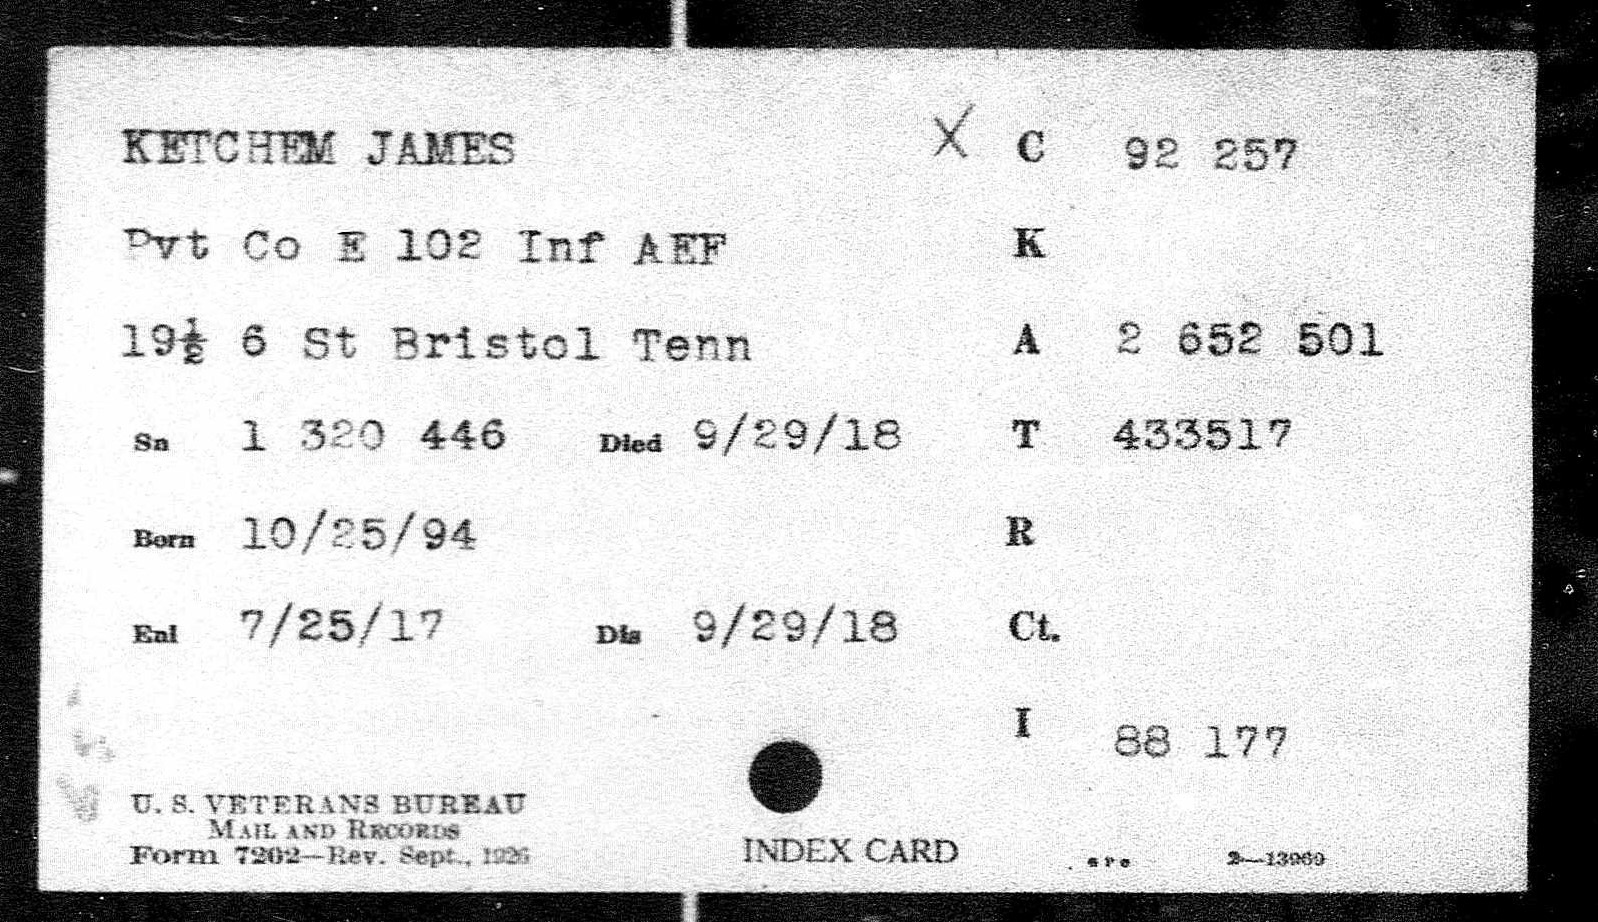 KETCHEM JAMES X C 92 257
Pvt Co E 102 Inf AEF K
19½ 6 St Bristol Tenn A 2 652 501
Sn 1 320 446 Died 9/29/18 T 433517
Born 10/25/94 R
Enl 7/25/17 Dis 9/29/18 Ct.
I 88 177
U. S. VETERANS BUREAU
MAIL AND RECORDS
Form 7202—Rev. Sept., 1926
INDEX CARD 2—13960